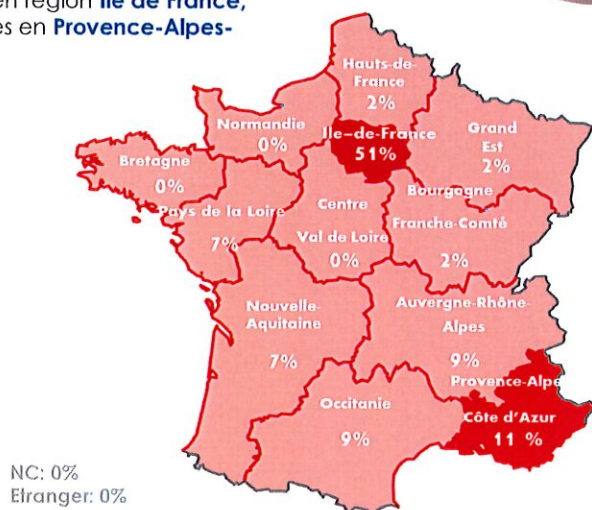 en région Ile de France,
es en Provence-Alpes-
Hauts-de-
France
2%
Normandie
0%
Ile-de-France
51%
Grand
Est
2%
Bretagne
0%
Pays de la Loire
7%
Centre
Val de Loire
0%
Bourgogne
Franche-Comté
2%
Nouvelle-
Aquitaine
7%
Auvergne-Rhône-
Alpes
9%
Provence-Alpe
Côte d'Azur
11 %
Occitanie
9%
NC: 0%
Etranger: 0%